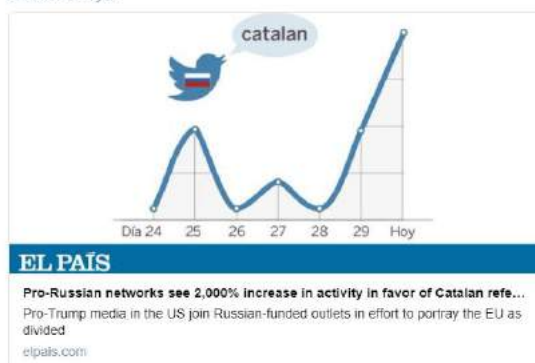 catalan
Día 24 25 26 27 28 29 Hoy
EL PAÍS
Pro-Russian networks see 2,000% increase in activity in favor of Catalan refe...
Pro-Trump media in the US join Russian-funded outlets in effort to portray the EU as
divided
elpais.com